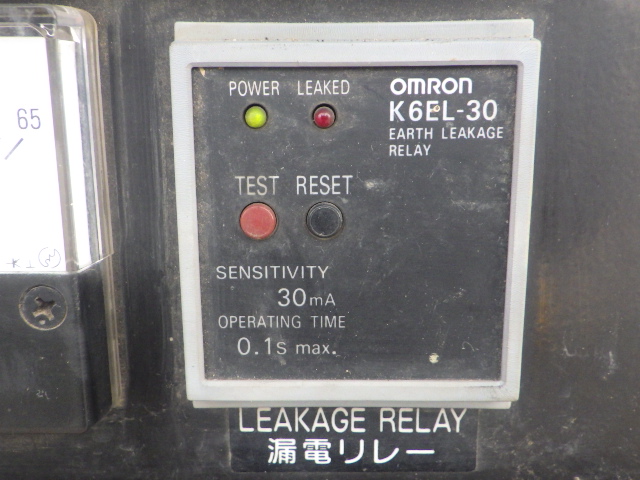 65
POWER LEAKED
omron
K6EL-30
EARTH LEAKAGE
RELAY
TEST RESET
SENSITIVITY
30mA
OPERATING TIME
0.1s max.
LEAKAGE RELAY
漏電リレー